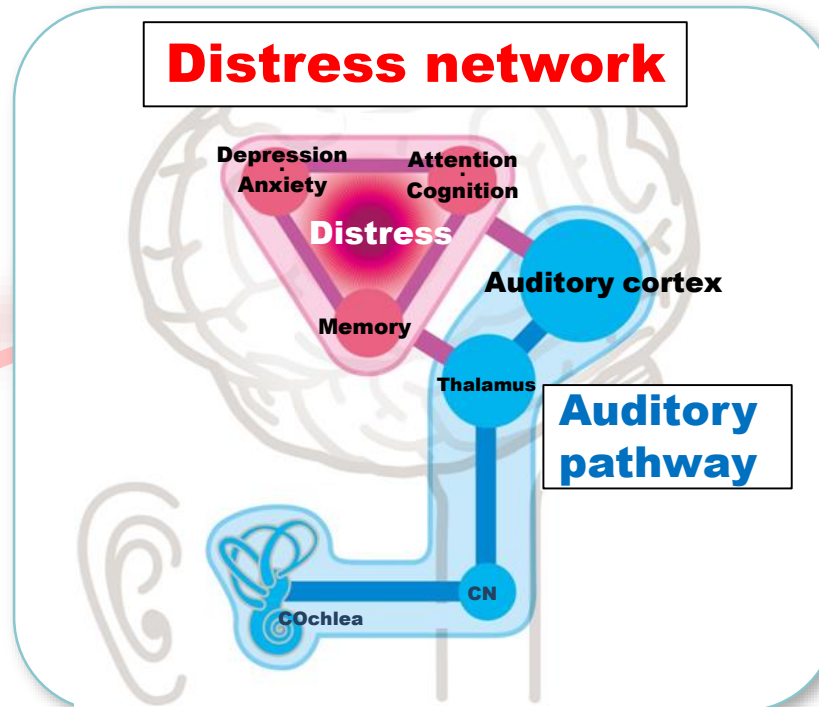 Distress network
Depression
·
Anxiety
Attention
·
Cognition
Distress
Auditory cortex
Memory
Thalamus
Auditory
pathway
CN
COchlea